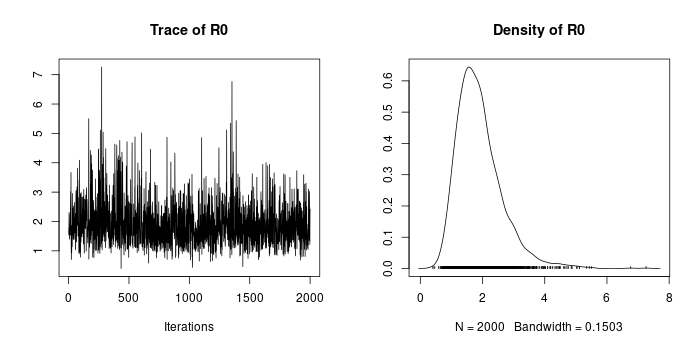 Trace of R0
7
6
5
4
3
2
1
0 500 1000 1500 2000
Iterations
Density of R0
0.6
0.5
0.4
0.3
0.2
0.1
0.0
0 2 4 6 8
N = 2000 Bandwidth = 0.1503